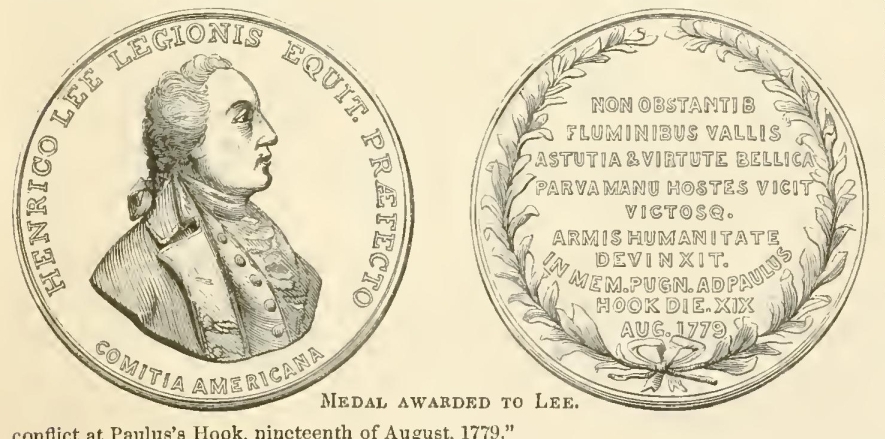 HENRICO LEE LEGIONIS EQUIT. PRÆFECTO
COMITIA AMERICANA
NON OBSTANTIB
FLUMINIBUS VALLIS
ASTUTIA & VIRTUTE BELLICA
PARVA MANU HOSTES VICIT
VICTOSQ.
ARMIS HUMANITATE
DEVINXIT.
IN MEM. PUGN. AD PAULUS
HOOK DIE. XIX
AUG. 1779
MEDAL AWARDED TO LEE.
conflict at Paulus's Hook, nineteenth of August, 1779."